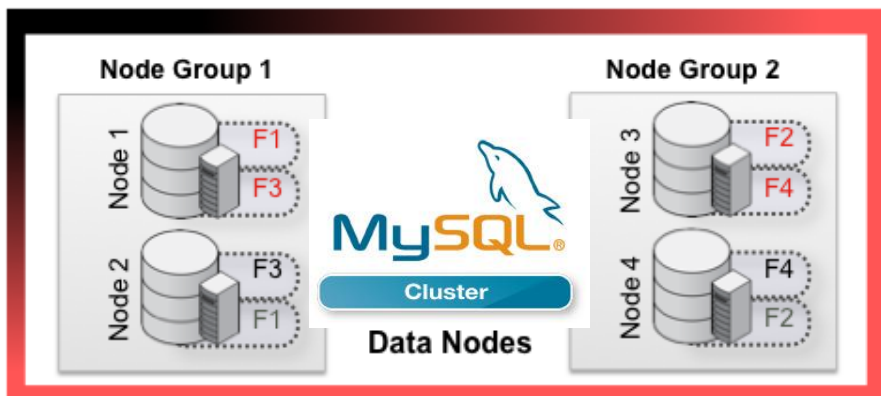 Node Group 1
Node 1
F1
F3
Node 2
F3
F1
MySQL®
Cluster
Data Nodes
Node Group 2
Node 3
F2
F4
Node 4
F4
F2